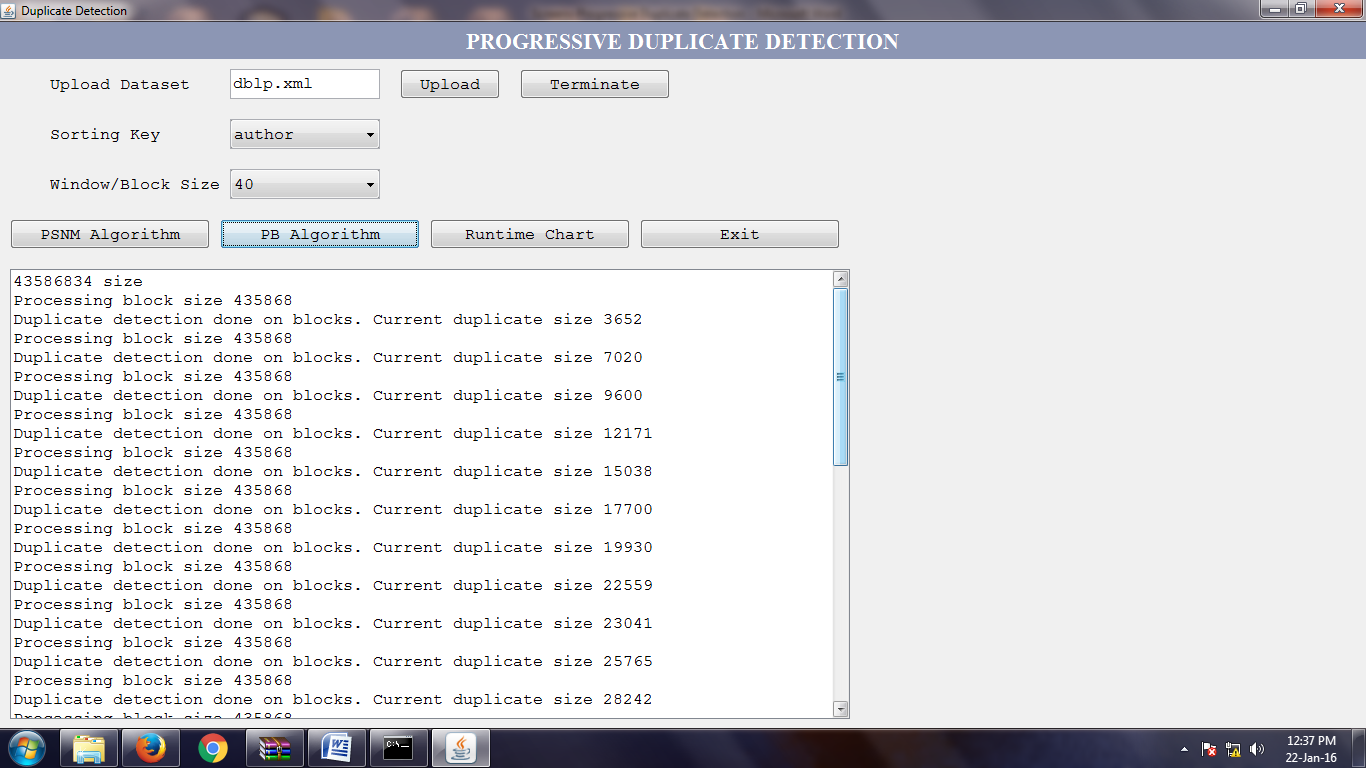 Duplicate Detection
PROGRESSIVE DUPLICATE DETECTION
Upload Dataset dblp.xml Upload Terminate
Sorting Key author
Window/Block Size 40
PSNM Algorithm PB Algorithm Runtime Chart Exit
43586834 size
Processing block size 435868
Duplicate detection done on blocks. Current duplicate size 3652
Processing block size 435868
Duplicate detection done on blocks. Current duplicate size 7020
Processing block size 435868
Duplicate detection done on blocks. Current duplicate size 9600
Processing block size 435868
Duplicate detection done on blocks. Current duplicate size 12171
Processing block size 435868
Duplicate detection done on blocks. Current duplicate size 15038
Processing block size 435868
Duplicate detection done on blocks. Current duplicate size 17700
Processing block size 435868
Duplicate detection done on blocks. Current duplicate size 19930
Processing block size 435868
Duplicate detection done on blocks. Current duplicate size 22559
Processing block size 435868
Duplicate detection done on blocks. Current duplicate size 23041
Processing block size 435868
Duplicate detection done on blocks. Current duplicate size 25765
Processing block size 435868
Duplicate detection done on blocks. Current duplicate size 28242
Processing block size 435868
C:\.
12:37 PM
22-Jan-16